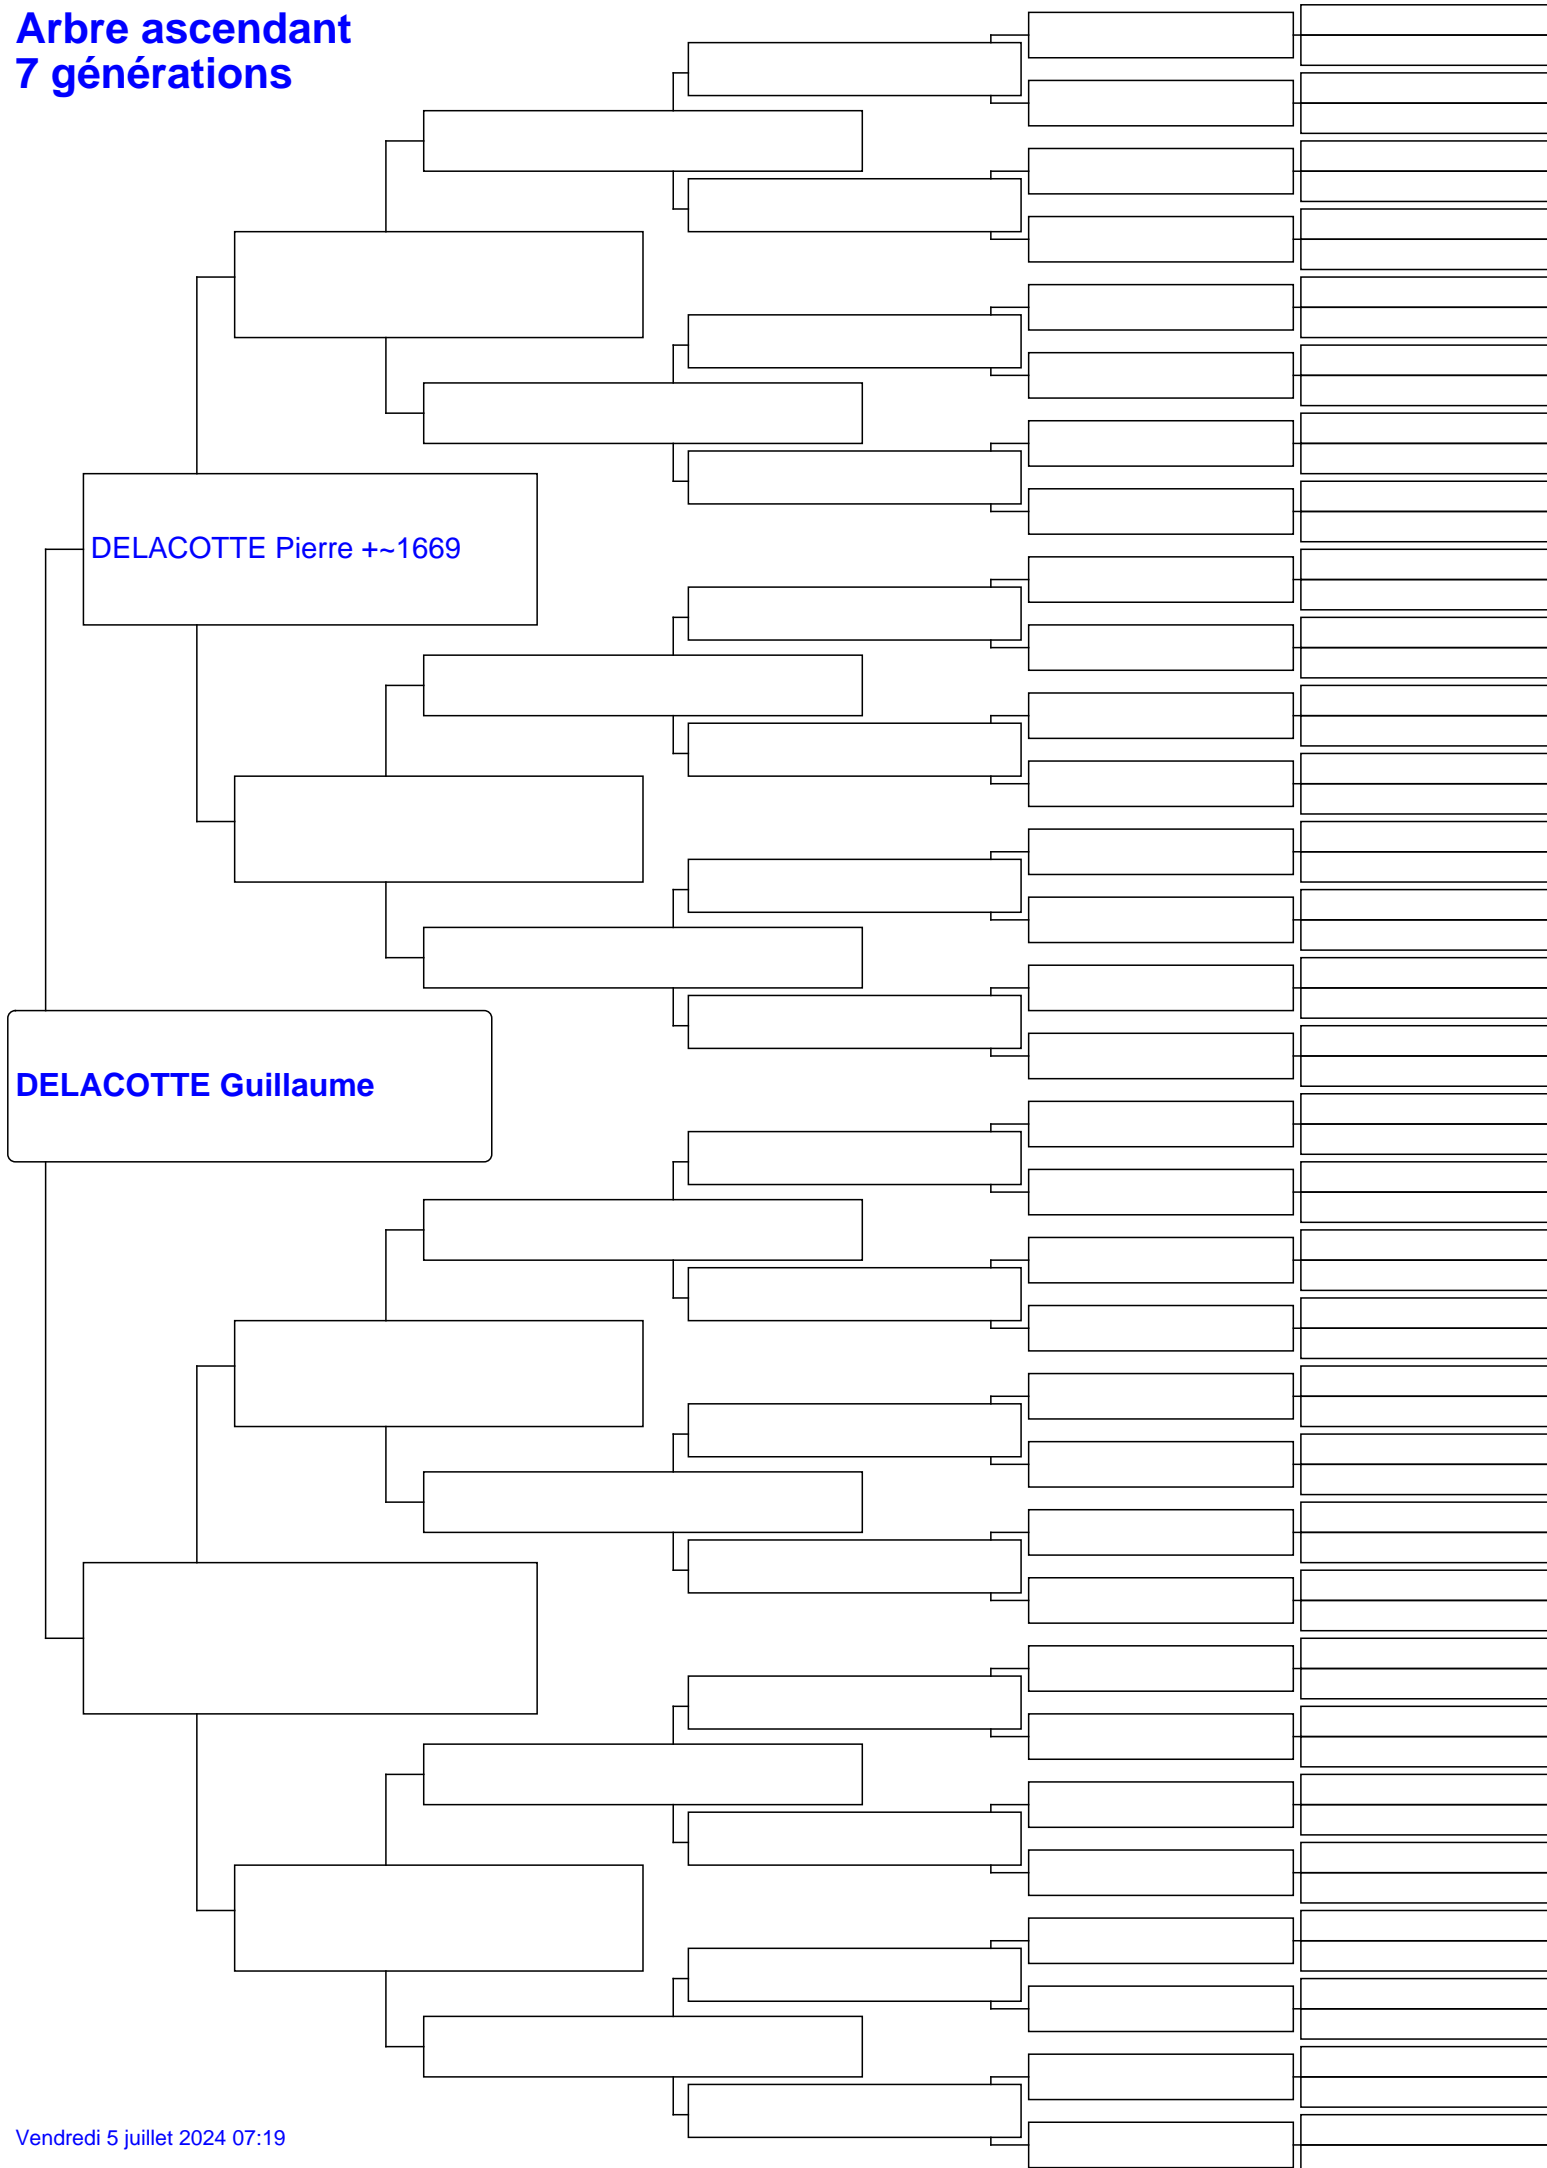 Arbre ascendant
7 générations
DELACOTTE Pierre +~1669
DELACOTTE Guillaume
Vendredi 5 juillet 2024 07:19